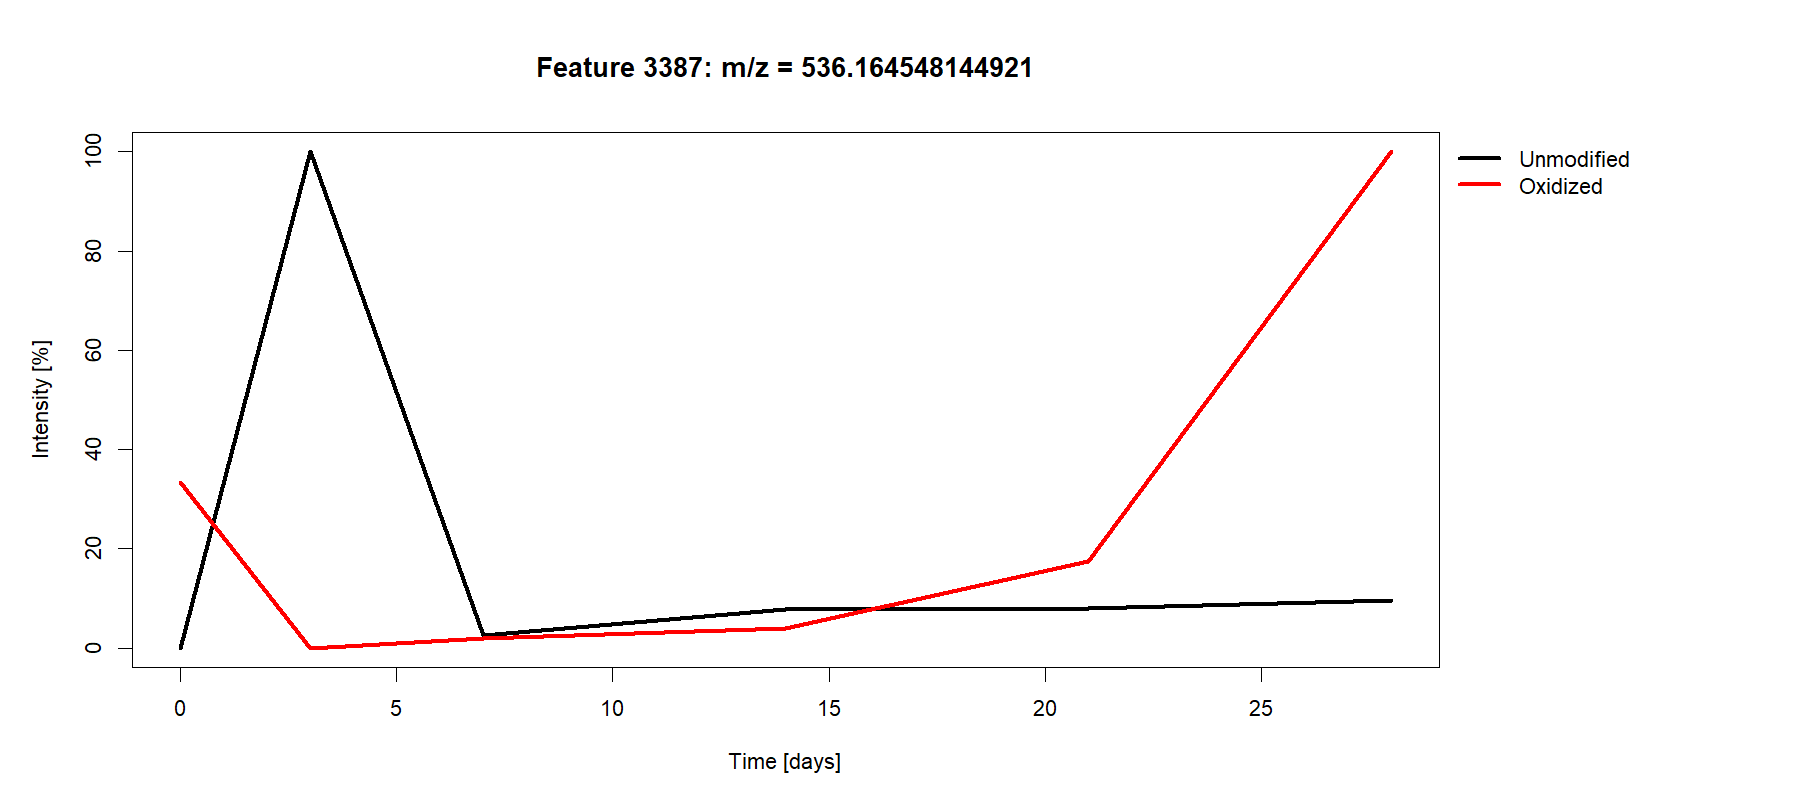 Feature 3387: m/z = 536.164548144921
Unmodified
Oxidized
Intensity [%]
100
80
60
40
20
0
0 5 10 15 20 25
Time [days]